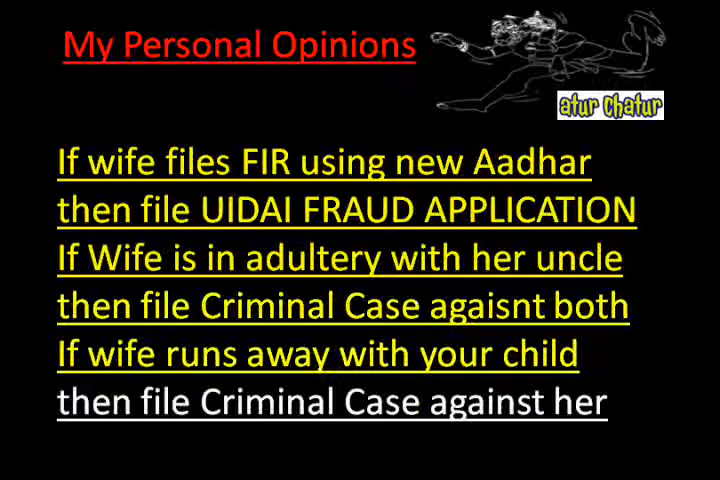 My Personal Opinions
atur chatur
If wife files FIR using new Aadhar
then file UIDAI FRAUD APPLICATION
If Wife is in adultery with her uncle
then file Criminal Case agaisnt both
If wife runs away with your child
then file Criminal Case against her